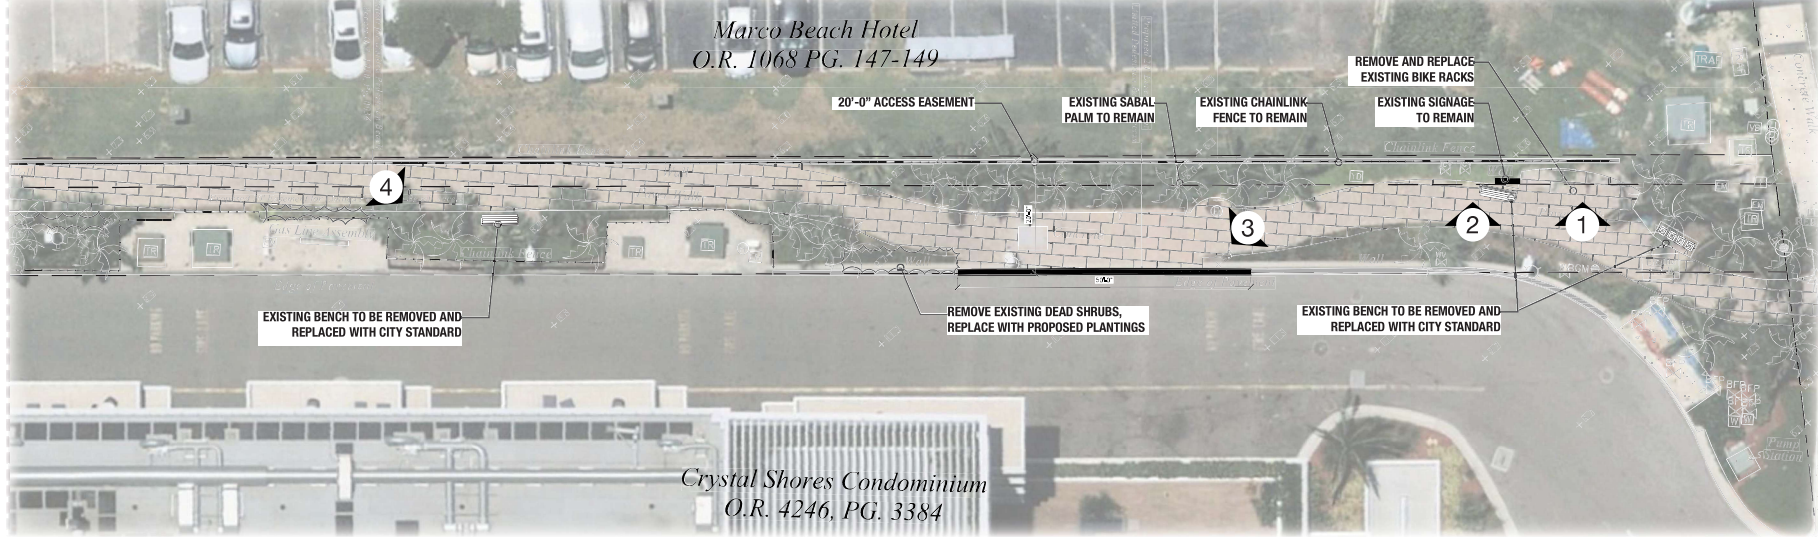 Marco Beach Hotel
O.R. 1068 PG. 147-149
REMOVE AND REPLACE
EXISTING BIKE RACKS
20'-0" ACCESS EASEMENT
EXISTING SABAL
PALM TO REMAIN
EXISTING CHAINLINK
FENCE TO REMAIN
EXISTING SIGNAGE
TO REMAIN
Chainlink Fence
4
3
2
1
EXISTING BENCH TO BE REMOVED AND
REPLACED WITH CITY STANDARD
REMOVE EXISTING DEAD SHRUBS,
REPLACE WITH PROPOSED PLANTINGS
EXISTING BENCH TO BE REMOVED AND
REPLACED WITH CITY STANDARD
Crystal Shores Condominium
O.R. 4246, PG. 3384
Pump
Station